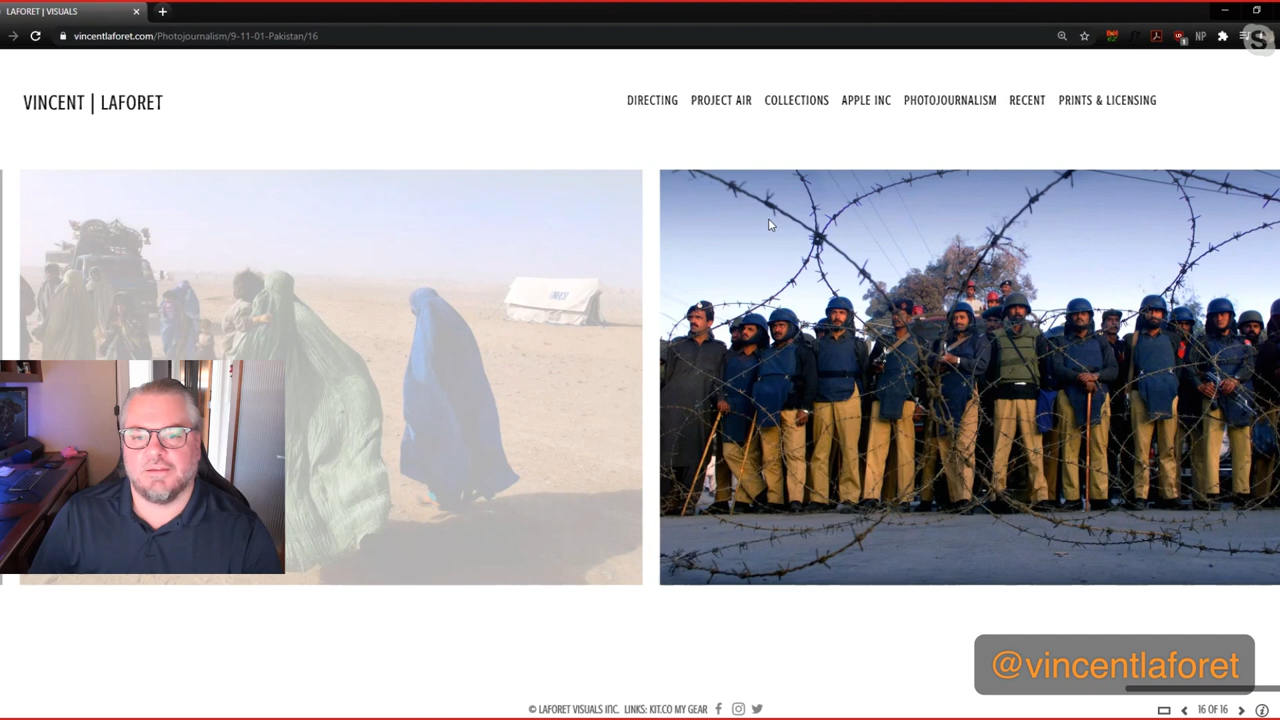 LAFORET | VISUALS
vincentlaforet.com/Photojournalism/9-11-01-Pakistan/16
NP
VINCENT | LAFORET
DIRECTING PROJECT AIR COLLECTIONS APPLE INC PHOTOJOURNALISM RECENT PRINTS & LICENSING
@vincentlaforet
© LAFORET VISUALS INC. LINKS: KIT.CO MY GEAR
16 OF 16